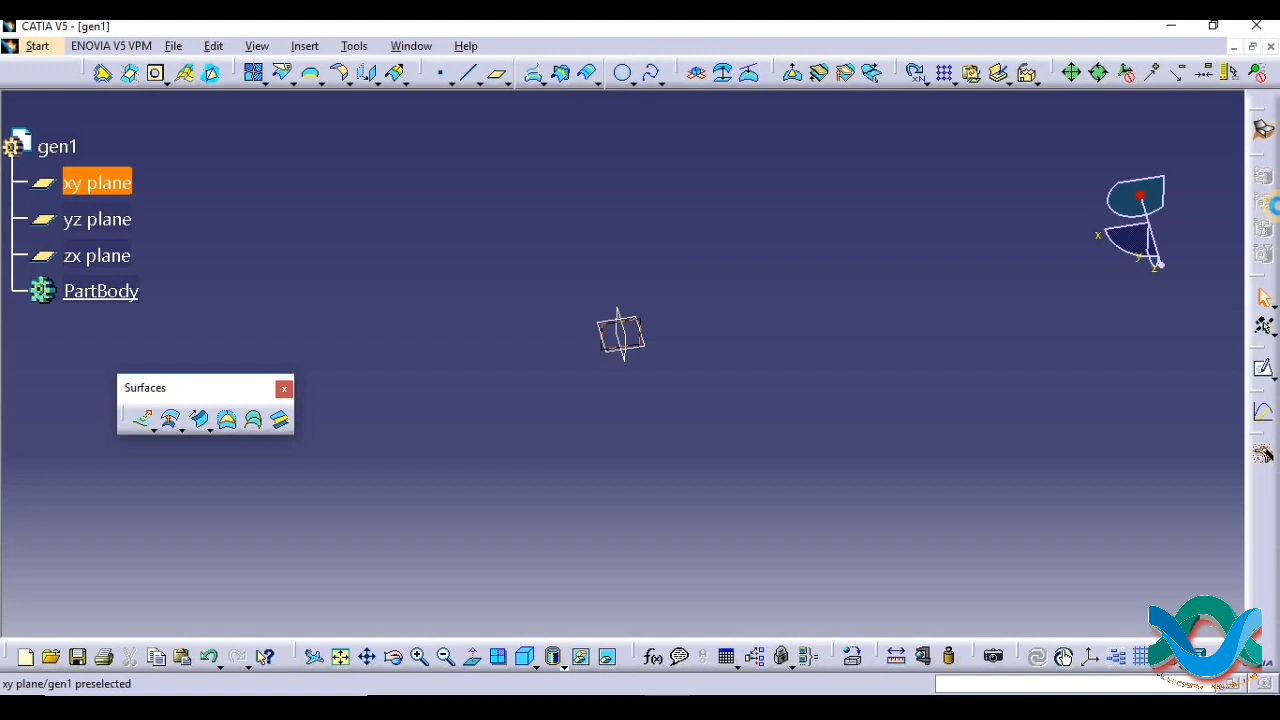 CATIA V5 - [gen1]
Start ENOVIA V5 VPM File Edit View Insert Tools Window Help
gen1
xy plane
yz plane
zx plane
PartBody
x
y
z
Surfaces
f(x)
xy plane/gen1 preselected